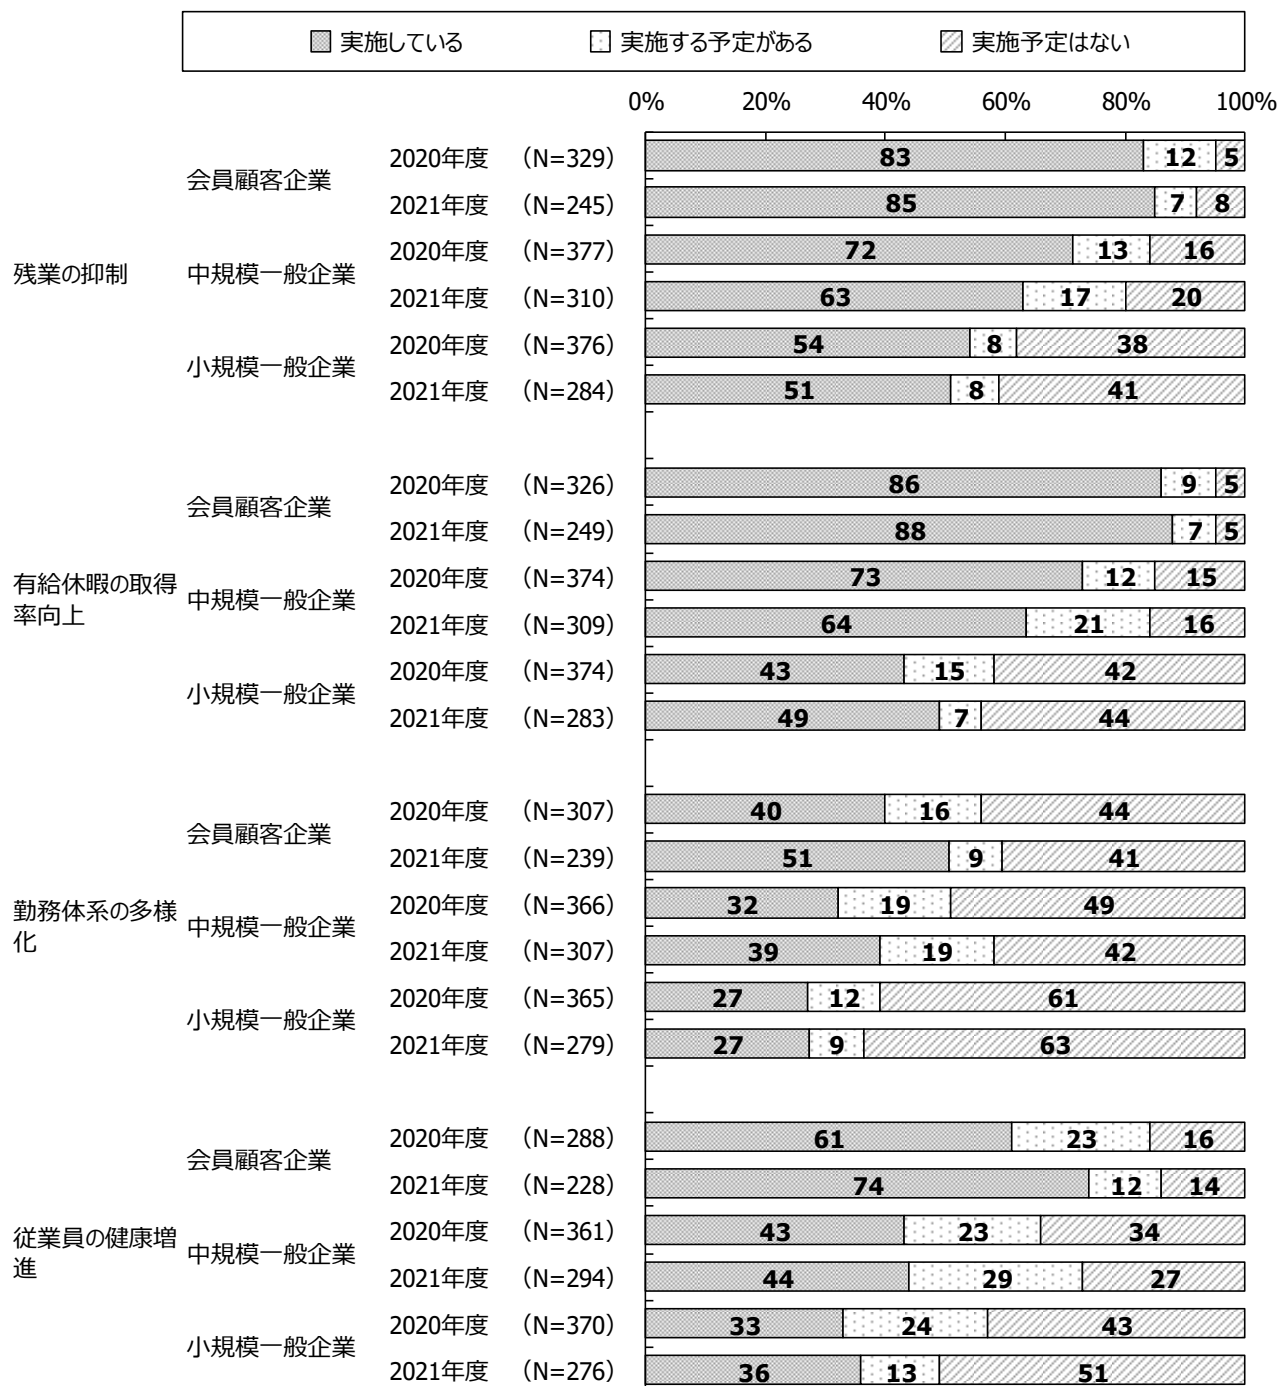 実施している 実施する予定がある 実施予定はない
0% 20% 40% 60% 80% 100%
残業の抑制
会員顧客企業
2020年度 （N=329） 83 12 5
2021年度 （N=245） 85 7 8
中規模一般企業
2020年度 （N=377） 72 13 16
2021年度 （N=310） 63 17 20
小規模一般企業
2020年度 （N=376） 54 8 38
2021年度 （N=284） 51 8 41
有給休暇の取得
率向上
会員顧客企業
2020年度 （N=326） 86 9 5
2021年度 （N=249） 88 7 5
中規模一般企業
2020年度 （N=374） 73 12 15
2021年度 （N=309） 64 21 16
小規模一般企業
2020年度 （N=374） 43 15 42
2021年度 （N=283） 49 7 44
勤務体系の多様
化
会員顧客企業
2020年度 （N=307） 40 16 44
2021年度 （N=239） 51 9 41
中規模一般企業
2020年度 （N=366） 32 19 49
2021年度 （N=307） 39 19 42
小規模一般企業
2020年度 （N=365） 27 12 61
2021年度 （N=279） 27 9 63
従業員の健康増
進
会員顧客企業
2020年度 （N=288） 61 23 16
2021年度 （N=228） 74 12 14
中規模一般企業
2020年度 （N=361） 43 23 34
2021年度 （N=294） 44 29 27
小規模一般企業
2020年度 （N=370） 33 24 43
2021年度 （N=276） 36 13 51